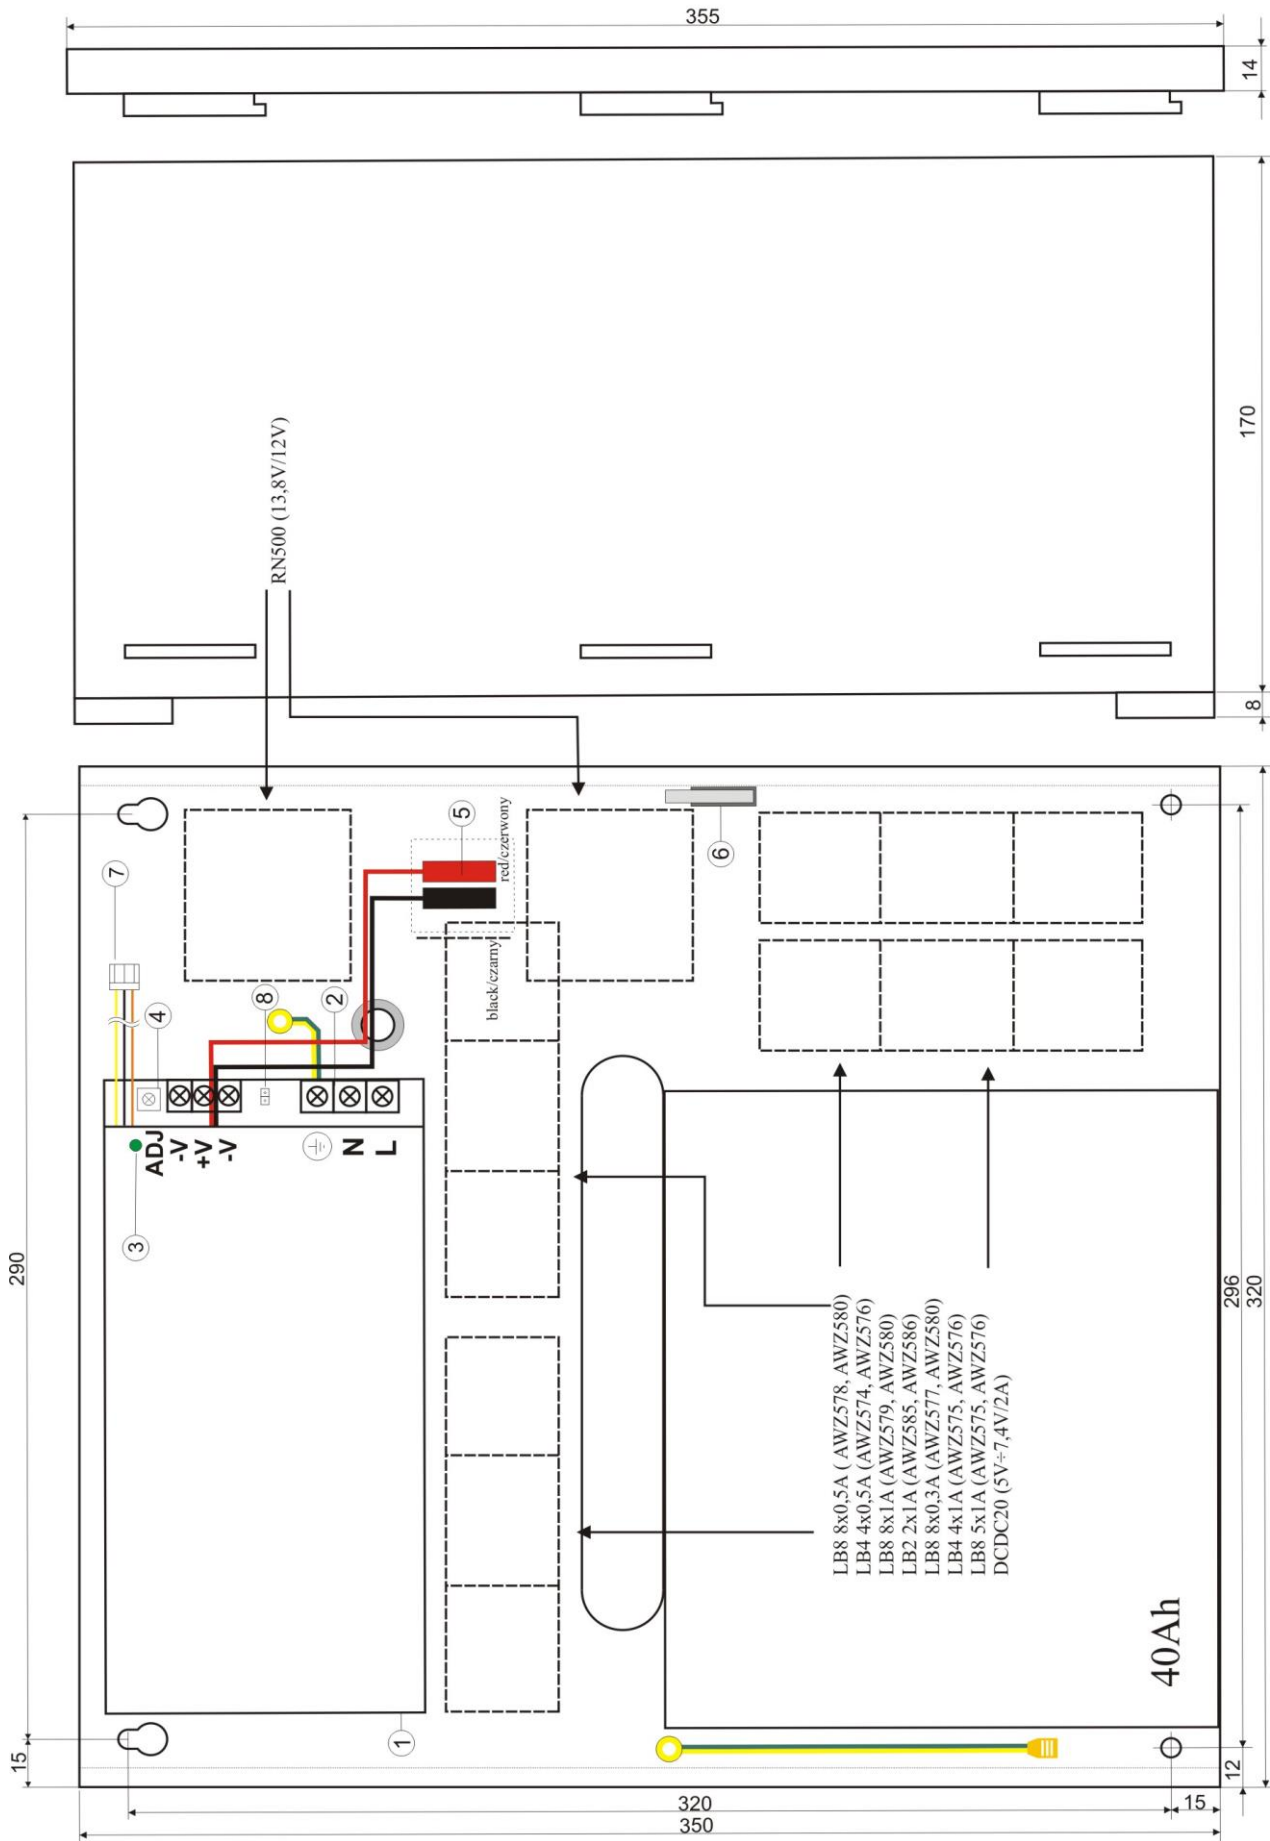 355
14
170
8
RN500 (13,8V/12V)
7
4
8
2
5
red/czerwony
black/czarny
6
3
ADJ
-V
+V
-V
N
L
1
290
15
296
320
12
LB8 8x0,5A ( AWZ578, AWZ580)
LB4 4x0,5A (AWZ574, AWZ576)
LB8 8x1A (AWZ579, AWZ580)
LB2 2x1A (AWZ585, AWZ586)
LB8 8x0,3A (AWZ577, AWZ580)
LB4 4x1A (AWZ575, AWZ576)
LB8 5x1A (AWZ575, AWZ576)
DCDC20 (5V÷7,4V/2A)
40Ah
320
15
350